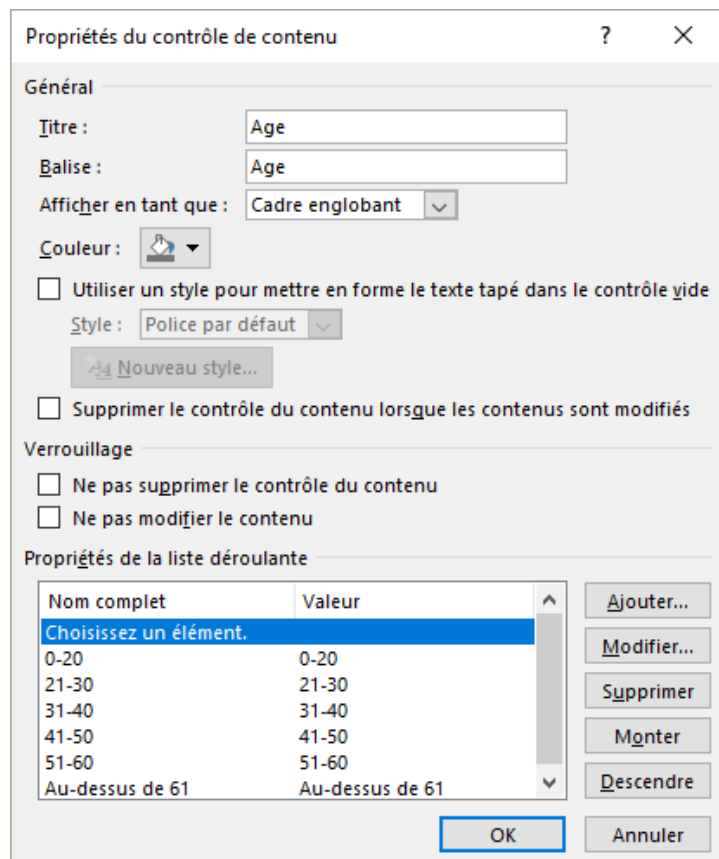 Propriétés du contrôle de contenu ? ×
Général
Titre : Age
Balise : Age
Afficher en tant que : Cadre englobant
Couleur :
Utiliser un style pour mettre en forme le texte tapé dans le contrôle vide
Style : Police par défaut
Nouveau style...
Supprimer le contrôle du contenu lorsque les contenus sont modifiés
Verrouillage
Ne pas supprimer le contrôle du contenu
Ne pas modifier le contenu
Propriétés de la liste déroulante
Nom complet Valeur Ajouter...
Choisissez un élément.
0-20 0-20 Modifier...
21-30 21-30 Supprimer
31-40 31-40
41-50 41-50 Monter
51-60 51-60
Au-dessus de 61 Au-dessus de 61 Descendre
OK Annuler